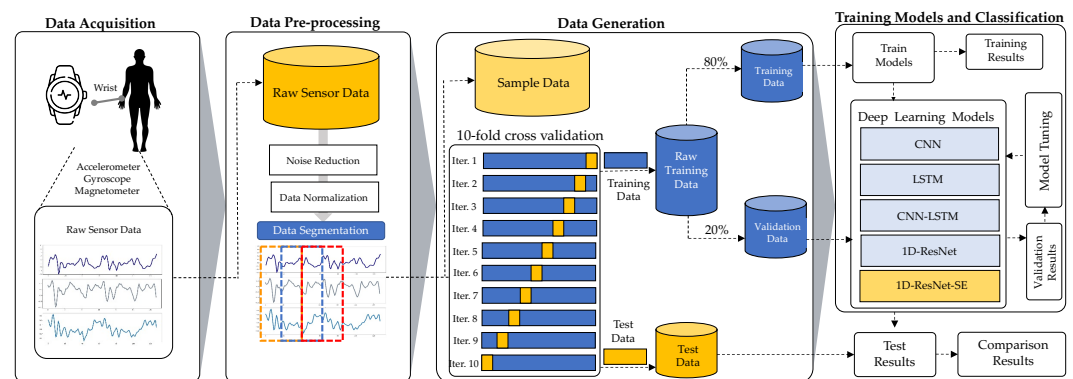 Data Acquisition
Wrist
Accelerometer
Gyroscope
Magnetometer
Raw Sensor Data
Data Pre-processing
Raw Sensor Data
Noise Reduction
Data Normalization
Data Segmentation
Data Generation
Sample Data
10-fold cross validation
Iter. 1
Iter. 2
Iter. 3
Iter. 4
Iter. 5
Iter. 6
Iter. 7
Iter. 8
Iter. 9
Iter. 10
Training
Data
Test
Data
Raw
Training
Data
80%
20%
Training
Data
Validation
Data
Test
Data
Training Models and Classification
Train
Models
Training
Results
Deep Learning Models
CNN
LSTM
CNN-LSTM
1D-ResNet
1D-ResNet-SE
Model Tuning
Validation
Results
Test
Results
Comparison
Results